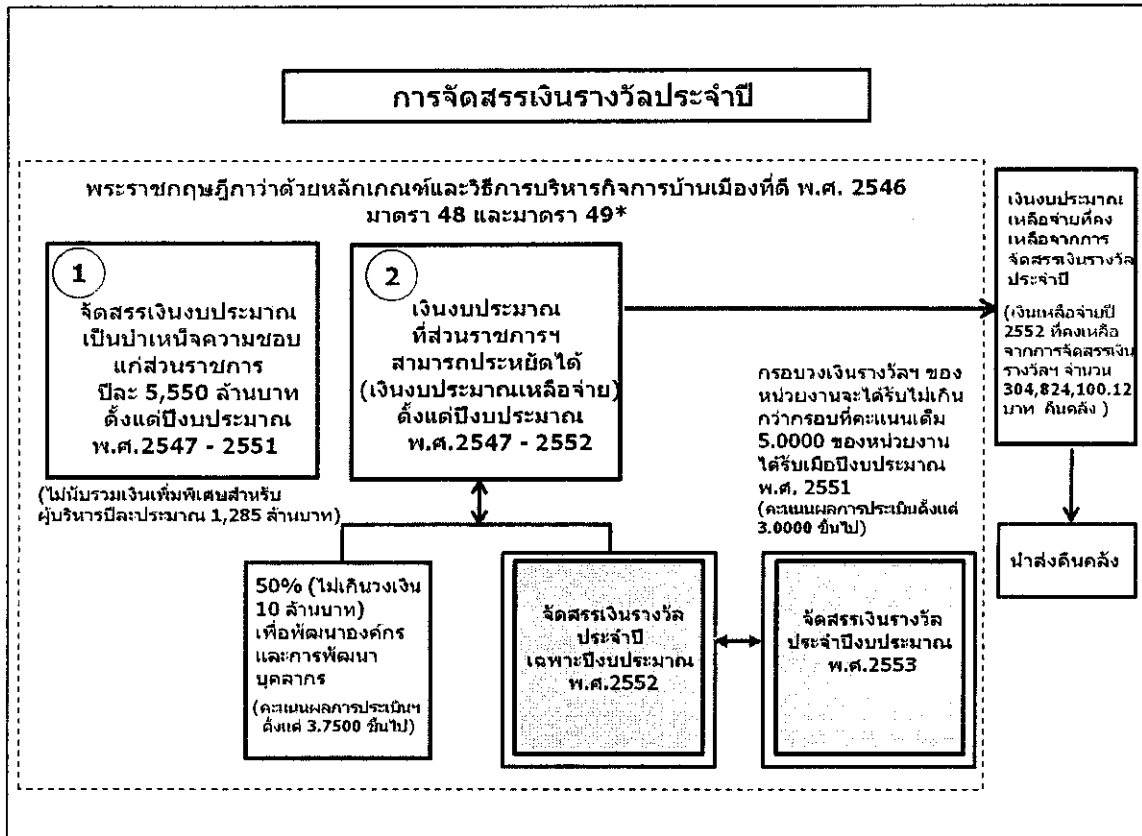 การจัดสรรเงินรางวัลประจำปี
พระราชกฤษฎีกาว่าด้วยหลักเกณฑ์และวิธีการบริหารกิจการบ้านเมืองที่ดี พ.ศ. 2546
มาตรา 48 และมาตรา 49*
1
จัดสรรเงินงบประมาณ
เป็นบำเหน็จความชอบ
แก่ส่วนราชการ
ปีละ 5,550 ล้านบาท
ตั้งแต่ปีงบประมาณ
พ.ศ.2547 - 2551
(ไม่นับรวมเงินเพิ่มพิเศษสำหรับ
ผู้บริหารปีละประมาณ 1,285 ล้านบาท)
2
เงินงบประมาณ
ที่ส่วนราชการฯ
สามารถประหยัดได้
(เงินงบประมาณเหลือจ่าย)
ตั้งแต่ปีงบประมาณ
พ.ศ.2547 - 2552
กรอบวงเงินรางวัลฯ ของ
หน่วยงานจะได้รับไม่เกิน
กว่ากรอบที่คะแนนเต็ม
5.0000 ของหน่วยงาน
ได้รับเมื่อปีงบประมาณ
พ.ศ. 2551
(คะแนนผลการประเมินตั้งแต่
3.0000 ขึ้นไป)
เงินงบประมาณ
เหลือจ่ายที่คง
เหลือจากการ
จัดสรรเงินรางวัล
ประจำปี
(เงินเหลือจ่ายปี
2552 ที่คงเหลือ
จากการจัดสรรเงิน
รางวัลฯ จำนวน
304,824,100.12
บาท คืนคลัง )
นำส่งคืนคลัง
50% (ไม่เกินวงเงิน
10 ล้านบาท)
เพื่อพัฒนาองค์กร
และการพัฒนา
บุคลากร
(คะแนนผลการประเมินฯ
ตั้งแต่ 3.7500 ขึ้นไป)
จัดสรรเงินรางวัล
ประจำปี
เฉพาะปีงบประมาณ
พ.ศ.2552
จัดสรรเงินรางวัล
ประจำปีงบประมาณ
พ.ศ.2553